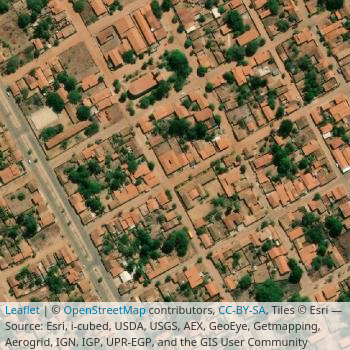 Leaflet | © OpenStreetMap contributors, CC-BY-SA, Tiles © Esri —
Source: Esri, i-cubed, USDA, USGS, AEX, GeoEye, Getmapping,
Aerogrid, IGN, IGP, UPR-EGP, and the GIS User Community